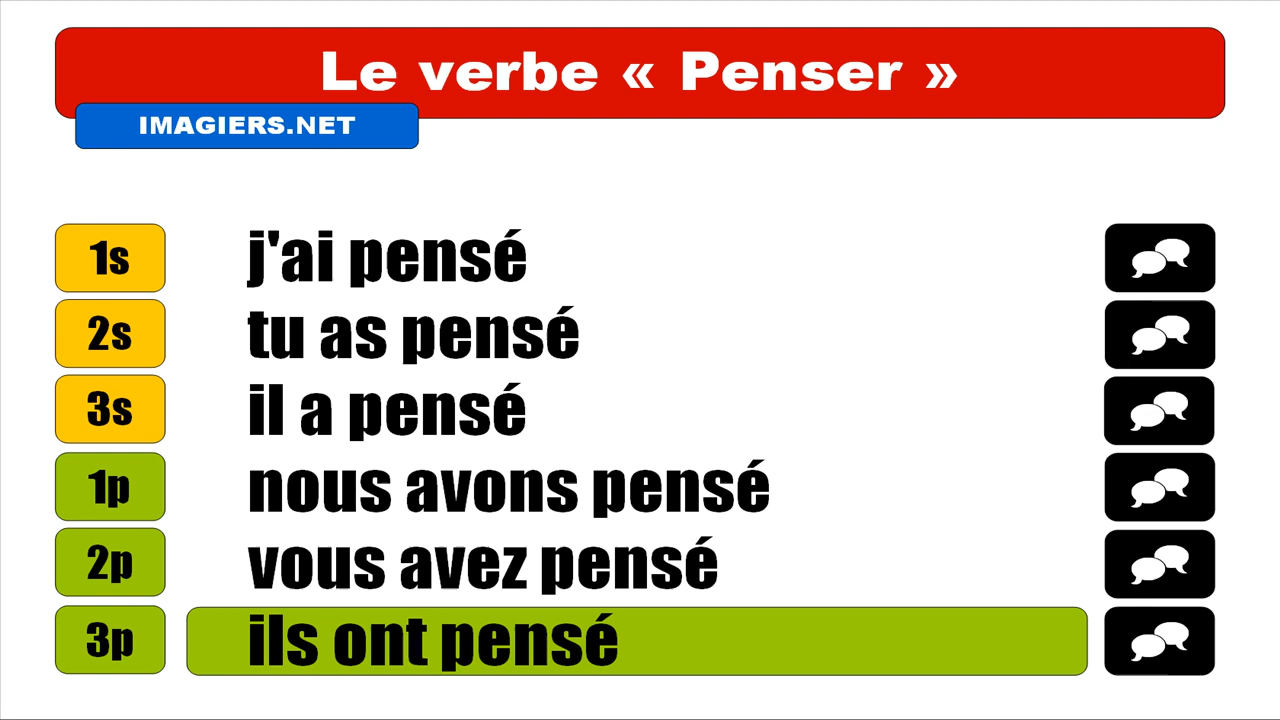 Le verbe « Penser »
IMAGIERS.NET
1s j'ai pensé
2s tu as pensé
3s il a pensé
1p nous avons pensé
2p vous avez pensé
3p ils ont pensé